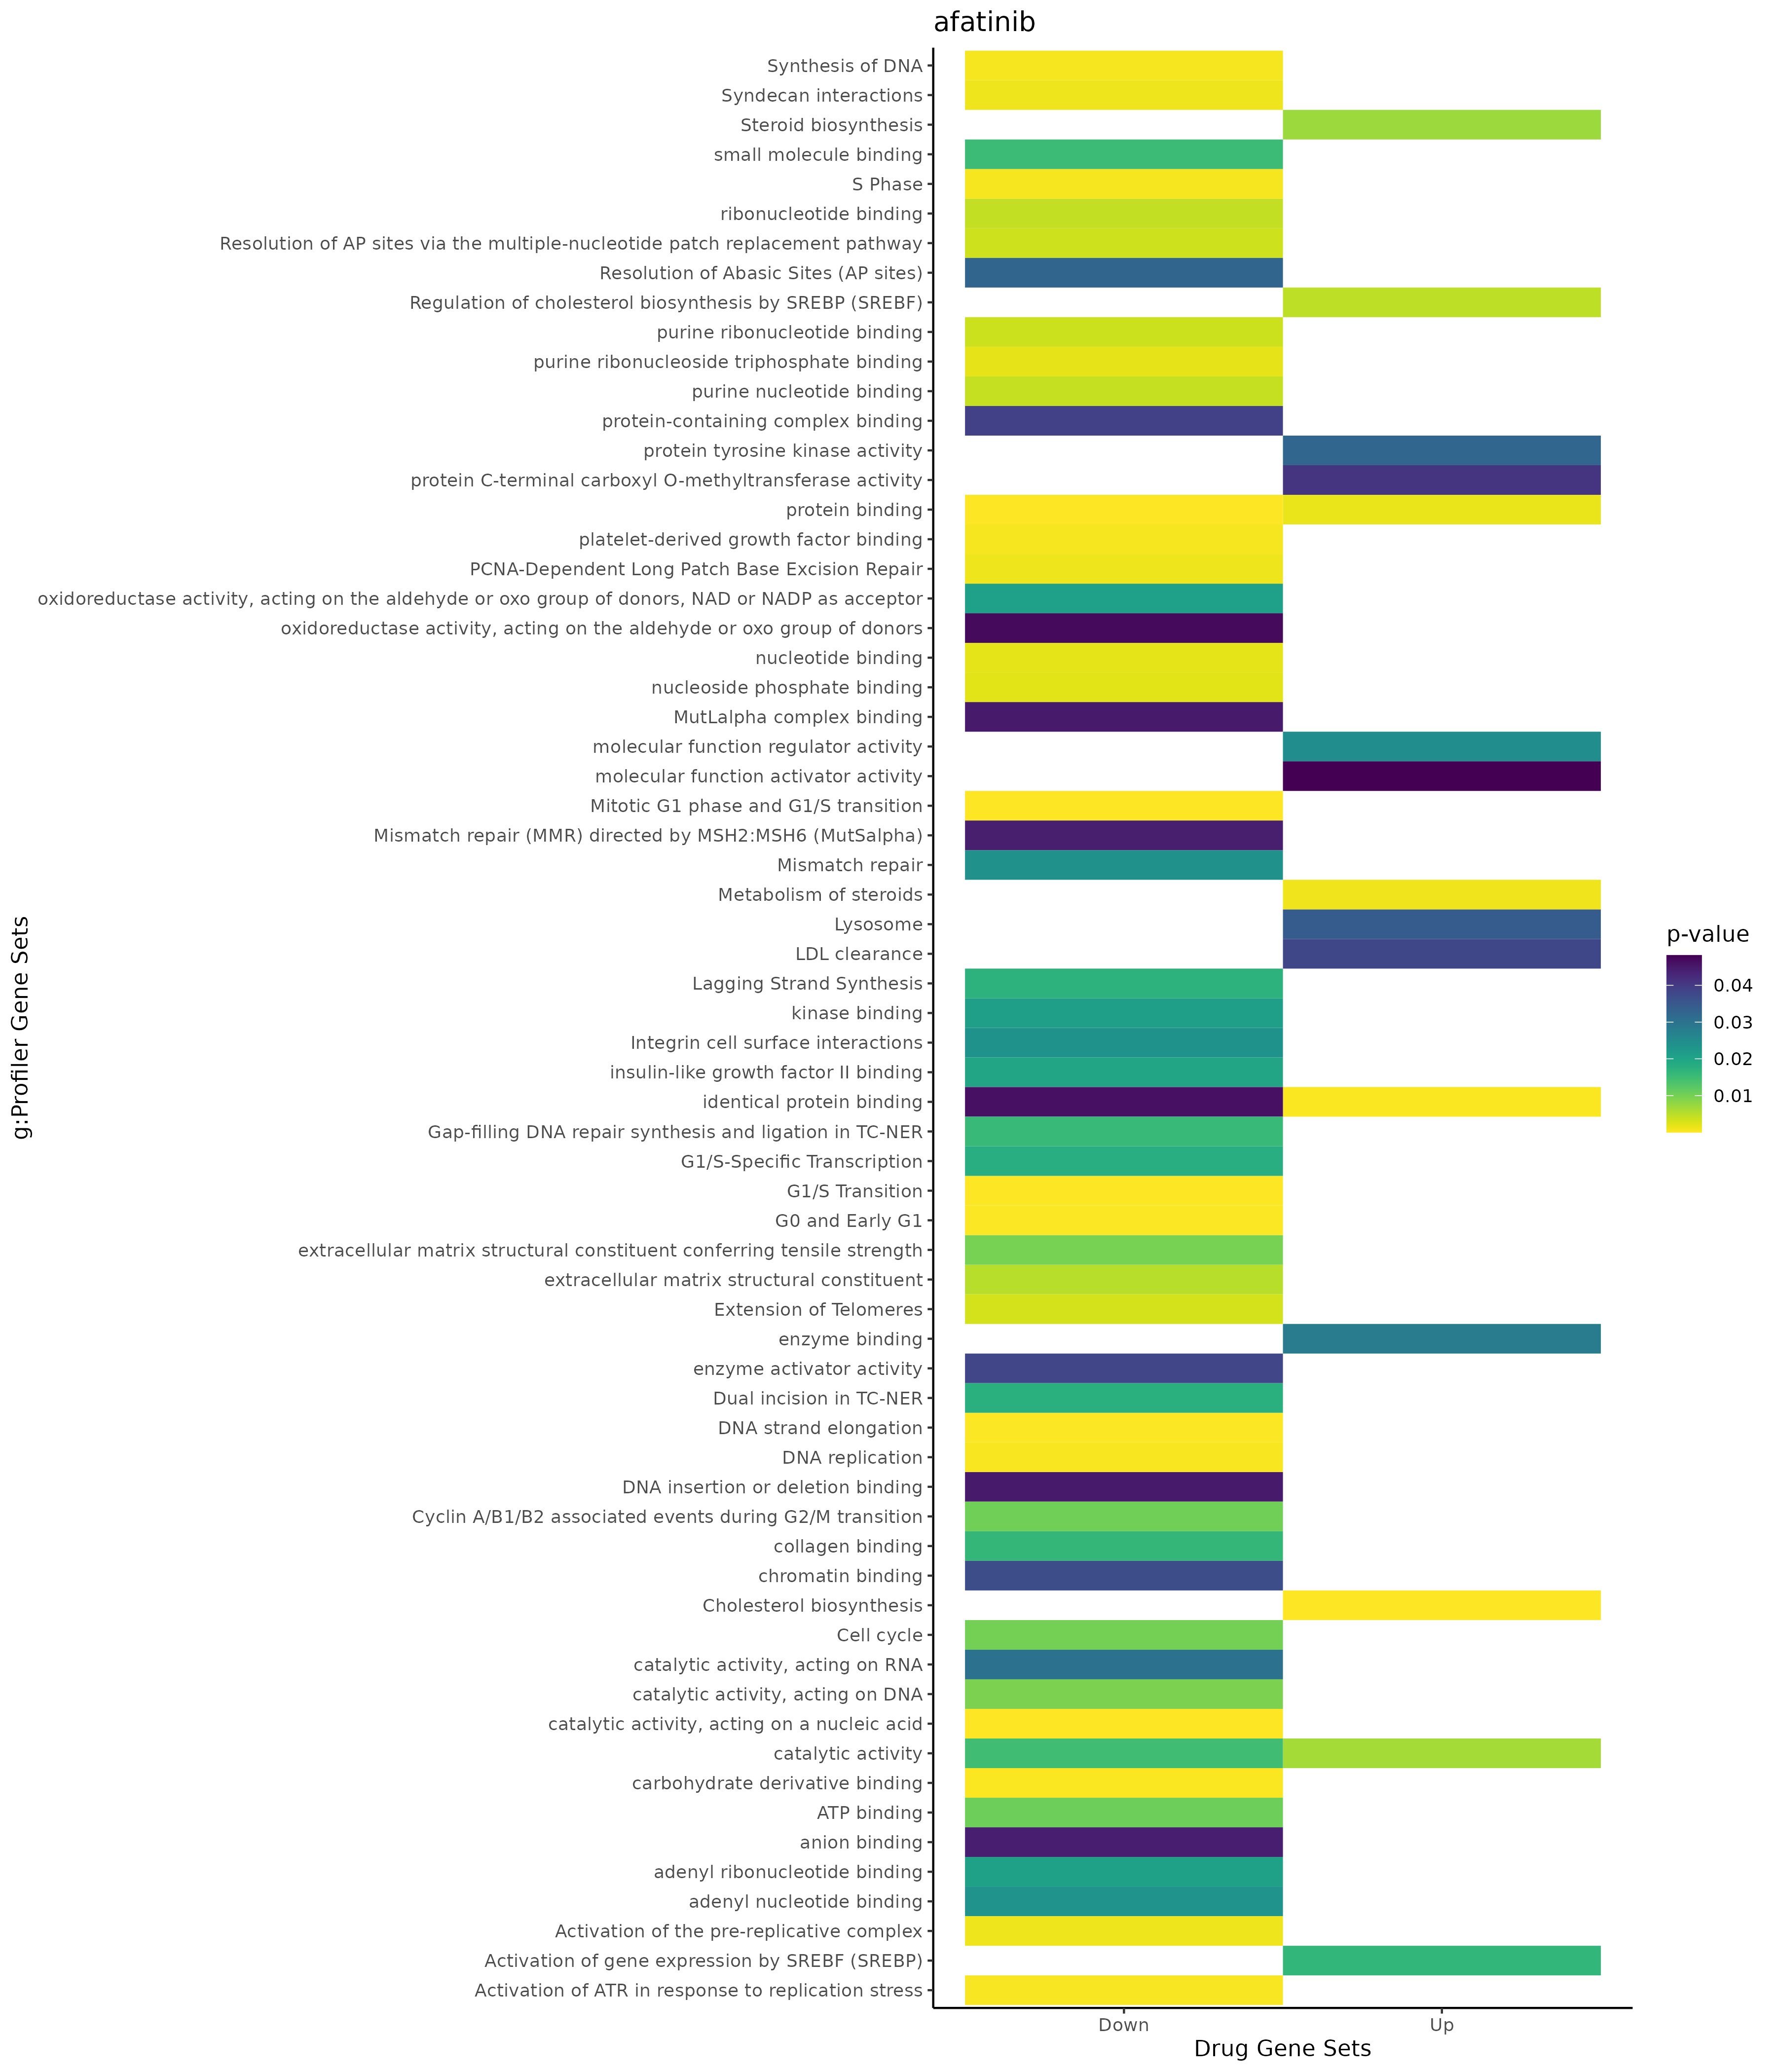 afatinib
Synthesis of DNA
Syndecan interactions
Steroid biosynthesis
small molecule binding
S Phase
ribonucleotide binding
Resolution of AP sites via the multiple-nucleotide patch replacement pathway
Resolution of Abasic Sites (AP sites)
Regulation of cholesterol biosynthesis by SREBP (SREBF)
purine ribonucleotide binding
purine ribonucleoside triphosphate binding
purine nucleotide binding
protein-containing complex binding
protein tyrosine kinase activity
protein C-terminal carboxyl O-methyltransferase activity
protein binding
platelet-derived growth factor binding
PCNA-Dependent Long Patch Base Excision Repair
oxidoreductase activity, acting on the aldehyde or oxo group of donors, NAD or NADP as acceptor
oxidoreductase activity, acting on the aldehyde or oxo group of donors
nucleotide binding
nucleoside phosphate binding
MutLalpha complex binding
molecular function regulator activity
molecular function activator activity
Mitotic G1 phase and G1/S transition
Mismatch repair (MMR) directed by MSH2:MSH6 (MutSalpha)
Mismatch repair
Metabolism of steroids
Lysosome
LDL clearance
Lagging Strand Synthesis
kinase binding
Integrin cell surface interactions
insulin-like growth factor II binding
identical protein binding
Gap-filling DNA repair synthesis and ligation in TC-NER
G1/S-Specific Transcription
G1/S Transition
G0 and Early G1
extracellular matrix structural constituent conferring tensile strength
extracellular matrix structural constituent
Extension of Telomeres
enzyme binding
enzyme activator activity
Dual incision in TC-NER
DNA strand elongation
DNA replication
DNA insertion or deletion binding
Cyclin A/B1/B2 associated events during G2/M transition
collagen binding
chromatin binding
Cholesterol biosynthesis
Cell cycle
catalytic activity, acting on RNA
catalytic activity, acting on DNA
catalytic activity, acting on a nucleic acid
catalytic activity
carbohydrate derivative binding
ATP binding
anion binding
adenyl ribonucleotide binding
adenyl nucleotide binding
Activation of the pre-replicative complex
Activation of gene expression by SREBF (SREBP)
Activation of ATR in response to replication stress
g:Profiler Gene Sets
Down
Up
Drug Gene Sets
p-value
0.04
0.03
0.02
0.01